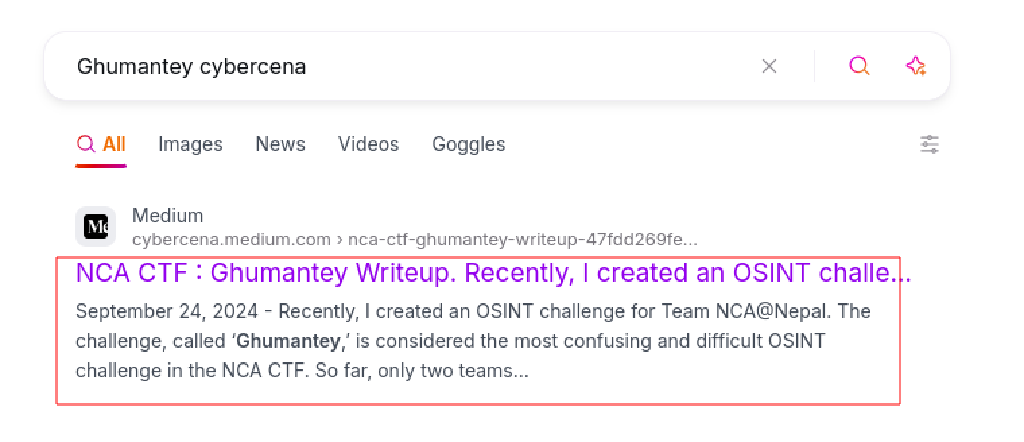 Ghumantey cybercena
All Images News Videos Goggles
Medium
cybercena.medium.com › nca-ctf-ghumantey-writeup-47fdd269fe...
NCA CTF : Ghumantey Writeup. Recently, I created an OSINT challe...
September 24, 2024 - Recently, I created an OSINT challenge for Team NCA@Nepal. The
challenge, called ‘Ghumantey,’ is considered the most confusing and difficult OSINT
challenge in the NCA CTF. So far, only two teams...